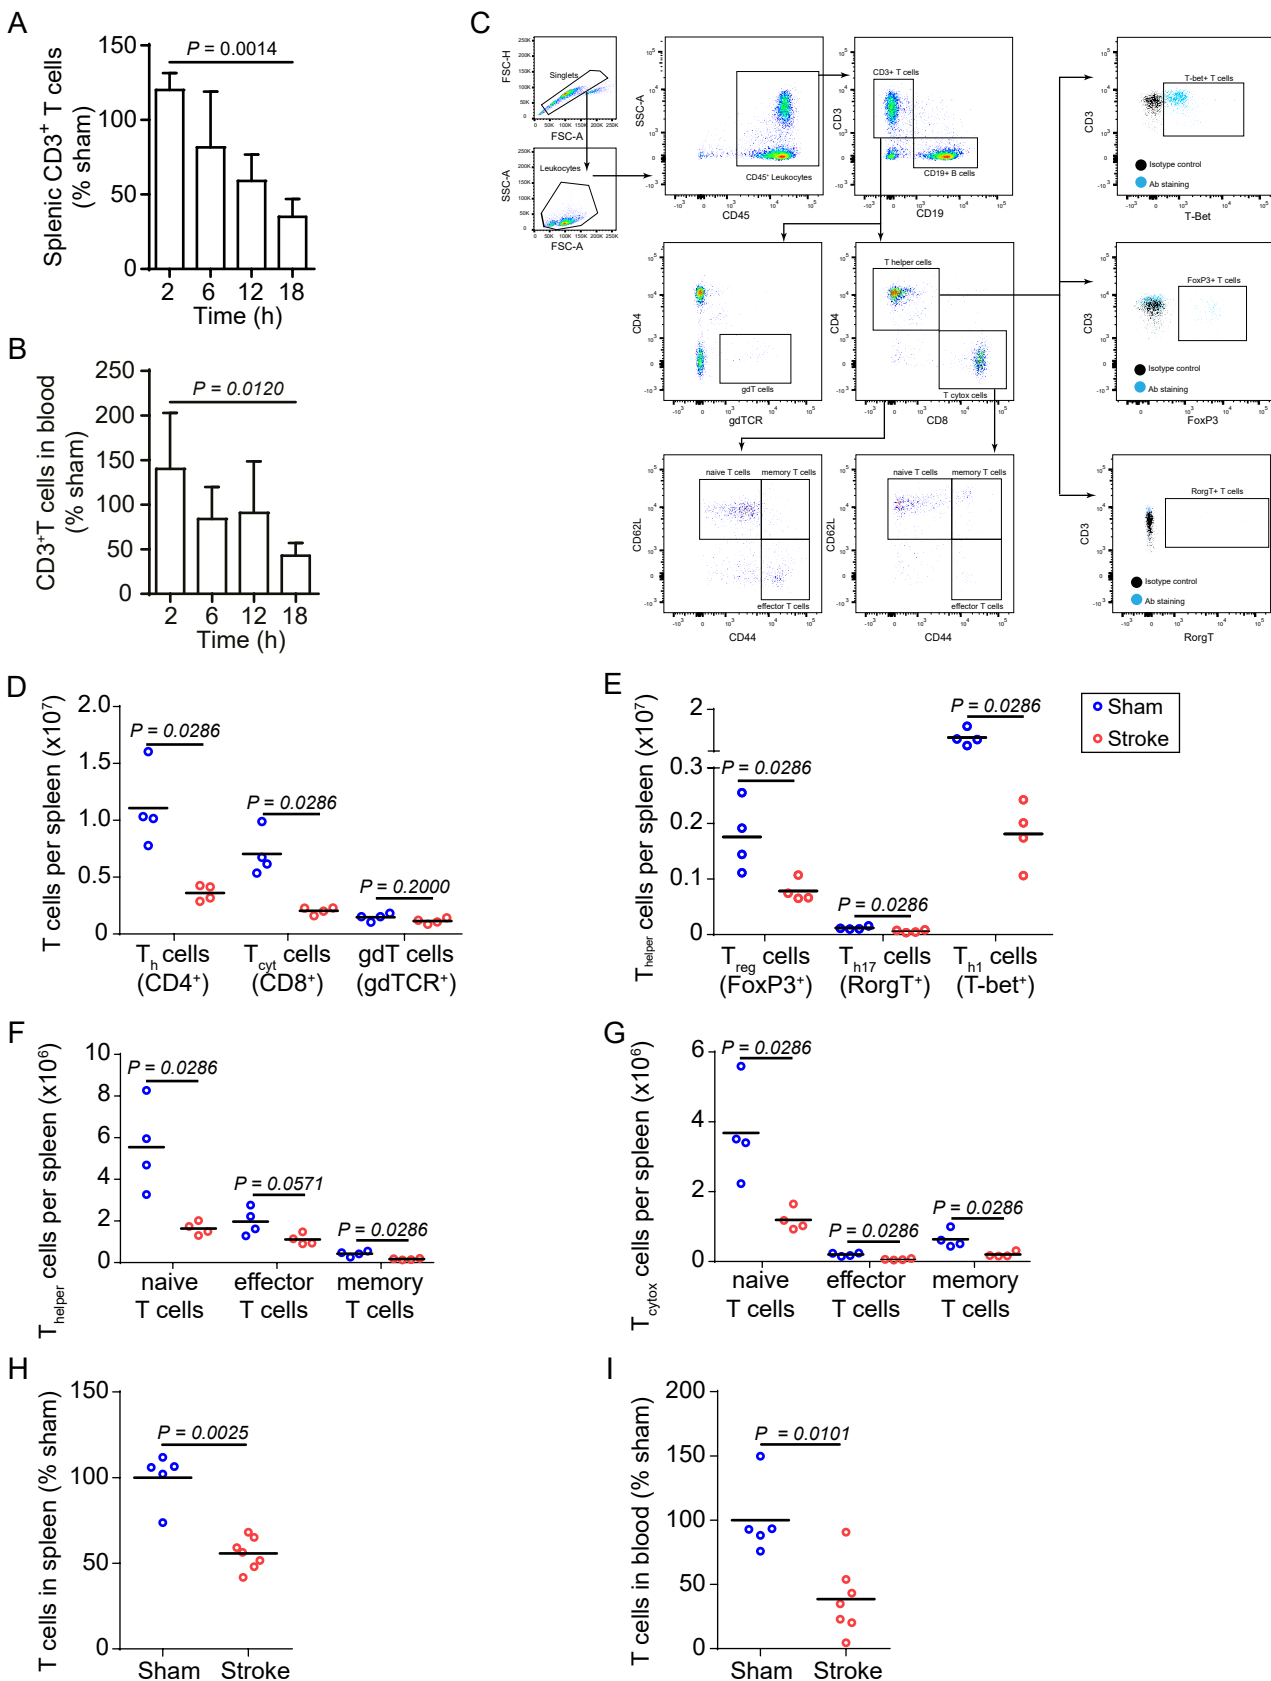 A
Splenic CD3⁺ T cells
(% sham)
150
100
50
0
P = 0.0014
2 6 12 18
Time (h)
B
CD3⁺T cells in blood
(% sham)
250
200
150
100
50
0
P = 0.0120
2 6 12 18
Time (h)
C
FSC-H
Singlets
FSC-A
SSC-A
Leukocytes
FSC-A
SSC-A
CD45⁺ Leukocytes
CD45
CD3+ T cells
CD3
CD19+ B cells
CD19
T-bet+ T cells
CD3
Isotype control
Ab staining
T-Bet
CD4
gdT cells
gdTCR
T helper cells
CD4
T cytox cells
CD8
FoxP3+ T cells
CD3
Isotype control
Ab staining
FoxP3
naive T cells memory T cells
CD62L
effector T cells
CD44
naive T cells memory T cells
CD62L
effector T cells
CD44
RorgT+ T cells
CD3
Isotype control
Ab staining
RorgT
D
T cells per spleen (x10⁷)
2.0
1.5
1.0
0.5
0
P = 0.0286
P = 0.0286
P = 0.2000
Th cells
(CD4⁺)
Tcyt cells
(CD8⁺)
gdT cells
(gdTCR⁺)
E
Thelper cells per spleen (x10⁷)
2
0.3
0.2
0.1
0
P = 0.0286
P = 0.0286
P = 0.0286
Treg cells
(FoxP3⁺)
Th17 cells
(RorgT⁺)
Th1 cells
(T-bet⁺)
Sham
Stroke
F
Thelper cells per spleen (x10⁶)
10
8
6
4
2
0
P = 0.0286
P = 0.0571
P = 0.0286
naive
T cells
effector
T cells
memory
T cells
G
Tcytox cells per spleen (x10⁶)
6
4
2
0
P = 0.0286
P = 0.0286
P = 0.0286
naive
T cells
effector
T cells
memory
T cells
H
T cells in spleen (% sham)
150
100
50
0
P = 0.0025
Sham Stroke
I
T cells in blood (% sham)
200
150
100
50
0
P = 0.0101
Sham Stroke